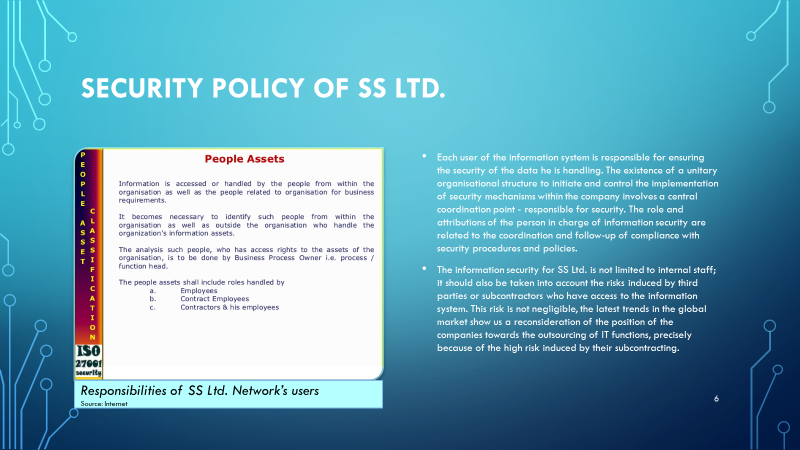 SECURITY POLICY OF SS LTD.
PEOPLE ASSET
CLASSIFICATION
ISO
27001
security
People Assets
Information is accessed or handled by the people from within the
organisation as well as the people related to organisation for business
requirements.
It becomes necessary to identify such people from within the
organisation as well as outside the organisation who handle the
organization's information assets.
The analysis such people, who has access rights to the assets of the
organisation, is to be done by Business Process Owner i.e. process /
function head.
The people assets shall include roles handled by
a. Employees
b. Contract Employees
c. Contractors & his employees
Responsibilities of SS Ltd. Network's users
Source: Internet
• Each user of the information system is responsible for ensuring
the security of the data he is handling. The existence of a unitary
organisational structure to initiate and control the implementation
of security mechanisms within the company involves a central
coordination point - responsible for security. The role and
attributions of the person in charge of information security are
related to the coordination and follow-up of compliance with
security procedures and policies.
• The information security for SS Ltd. is not limited to internal staff;
it should also be taken into account the risks induced by third
parties or subcontractors who have access to the information
system. This risk is not negligible, the latest trends in the global
market show us a reconsideration of the position of the
companies towards the outsourcing of IT functions, precisely
because of the high risk induced by their subcontracting.
6